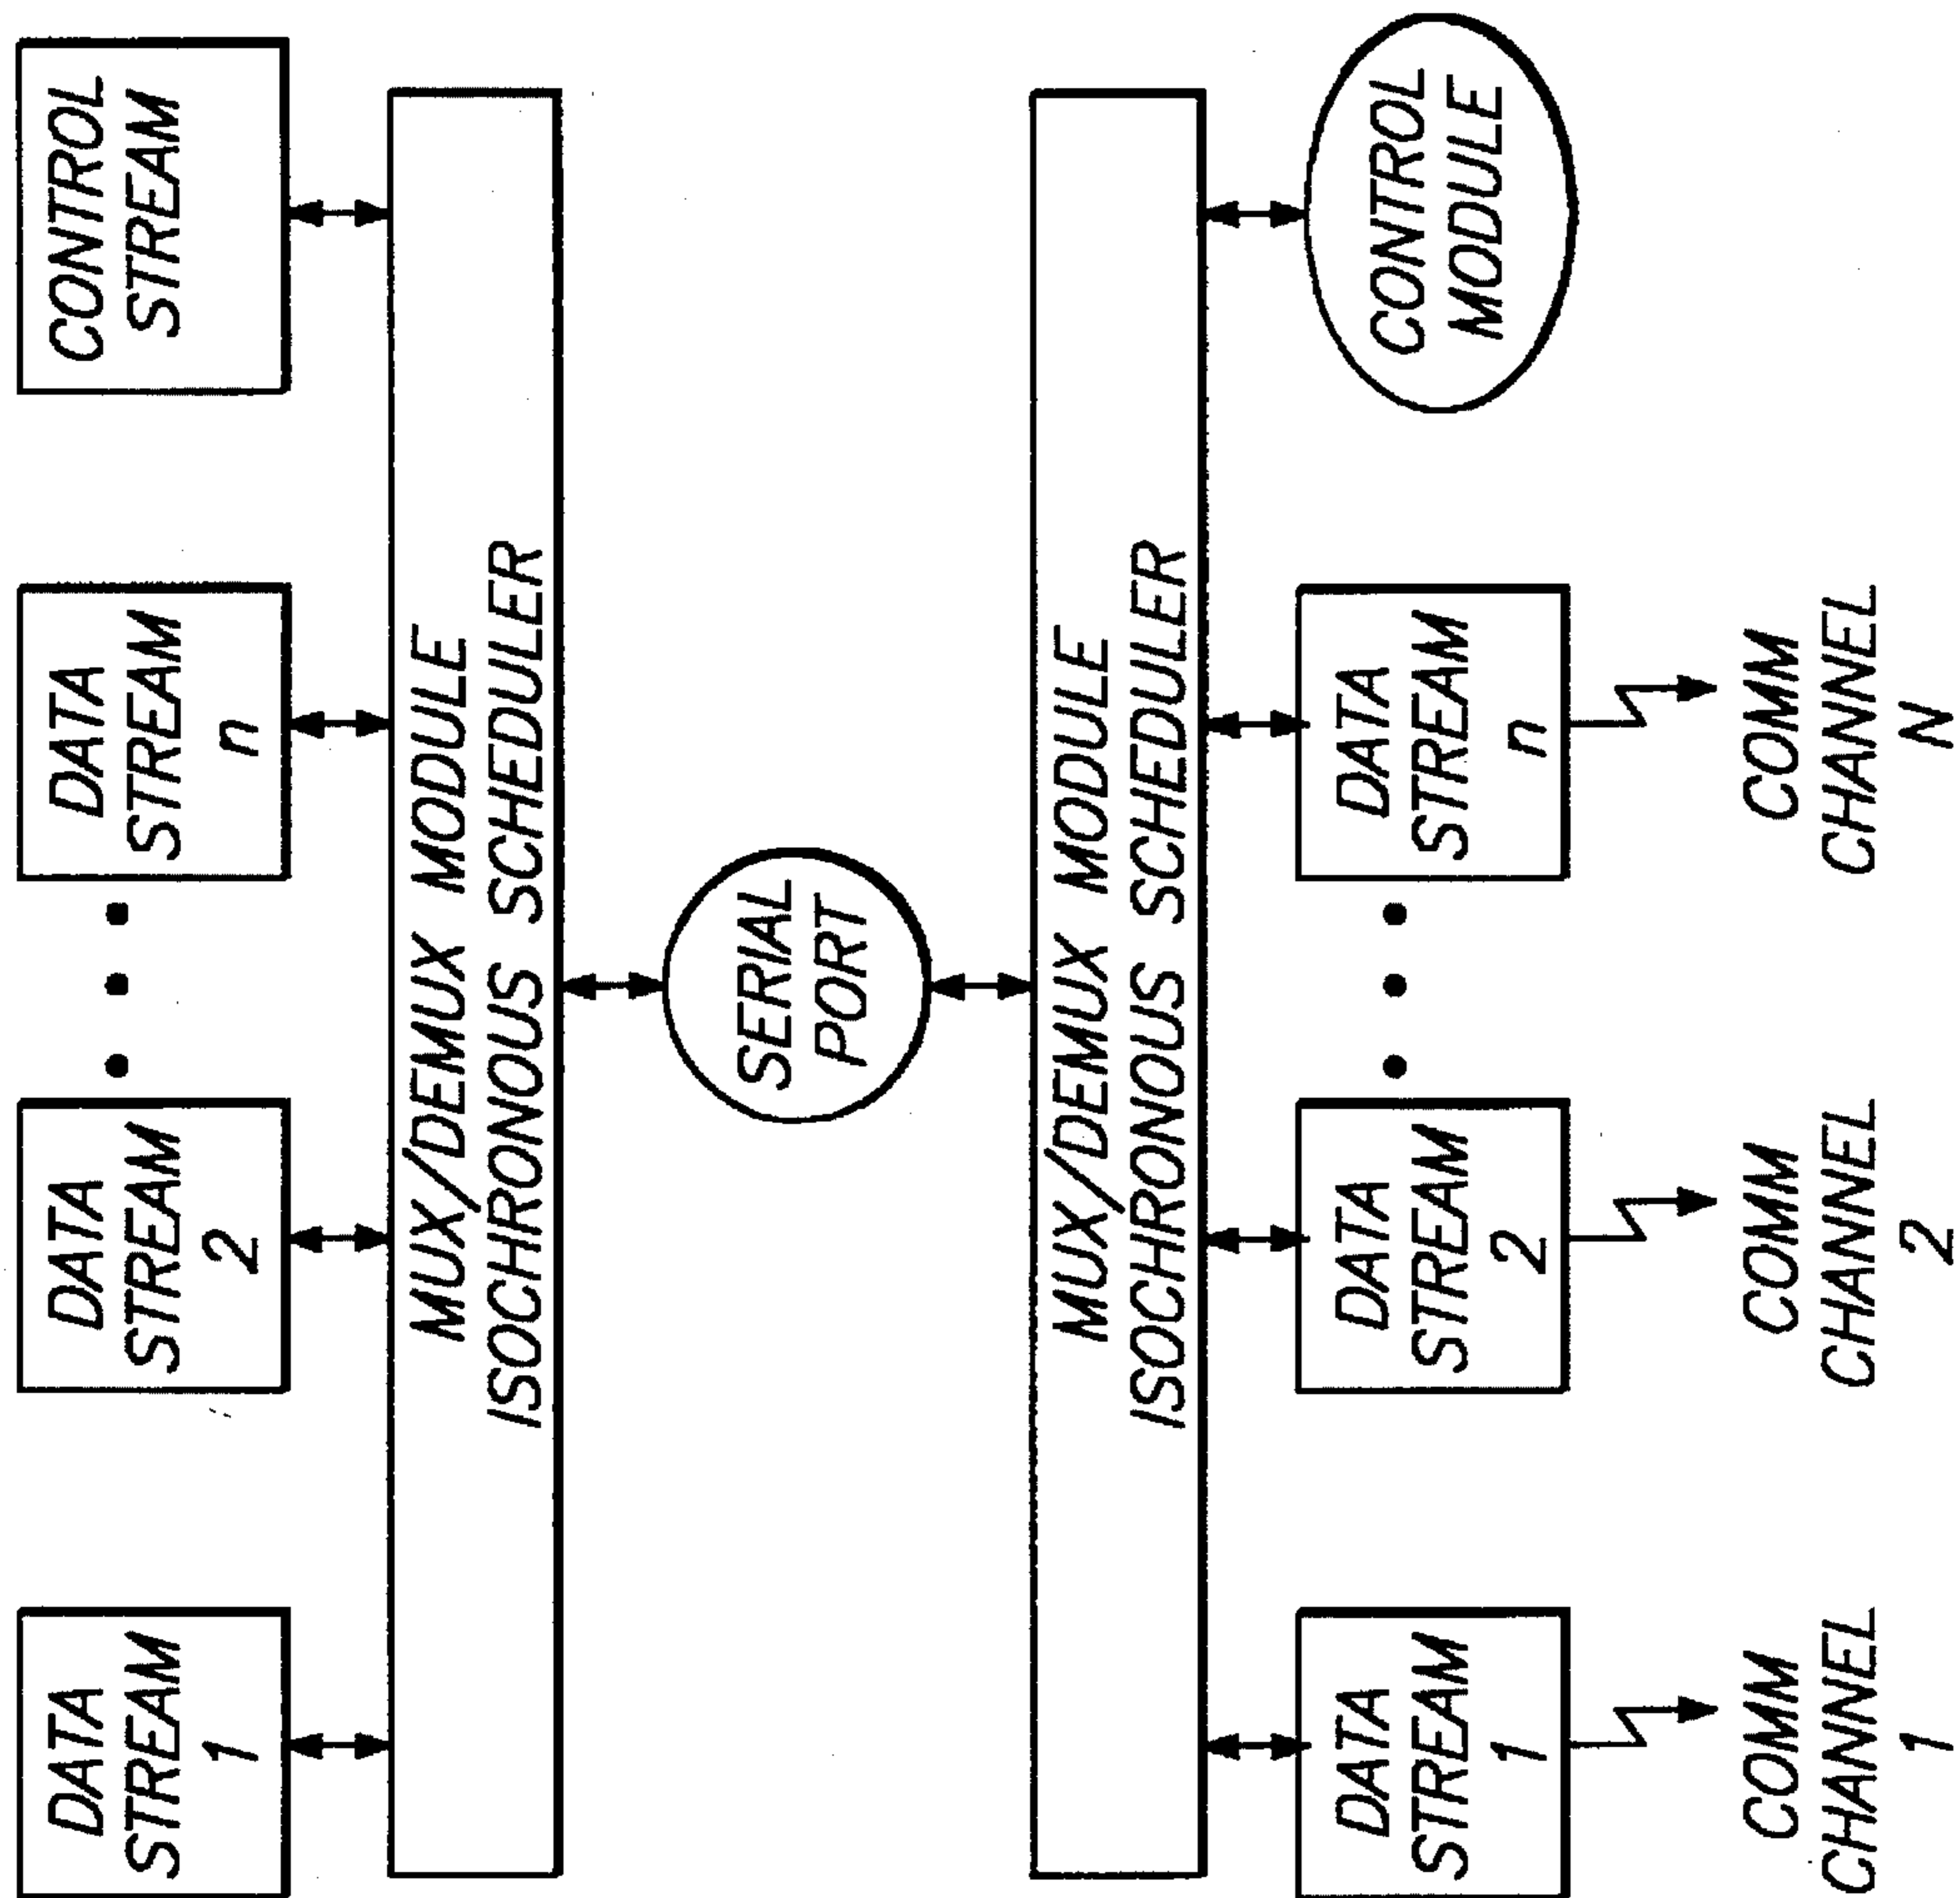 DATA
STREAM
1
DATA
STREAM
2
DATA
STREAM
n
CONTROL
STREAM
MUX/DEMUX MODULE
ISOCHRONOUS SCHEDULER
SERIAL
PORT
MUX/DEMUX MODULE
ISOCHRONOUS SCHEDULER
DATA
STREAM
1
DATA
STREAM
2
DATA
STREAM
n
CONTROL
MODULE
COMM
CHANNEL
1
COMM
CHANNEL
2
COMM
CHANNEL
N